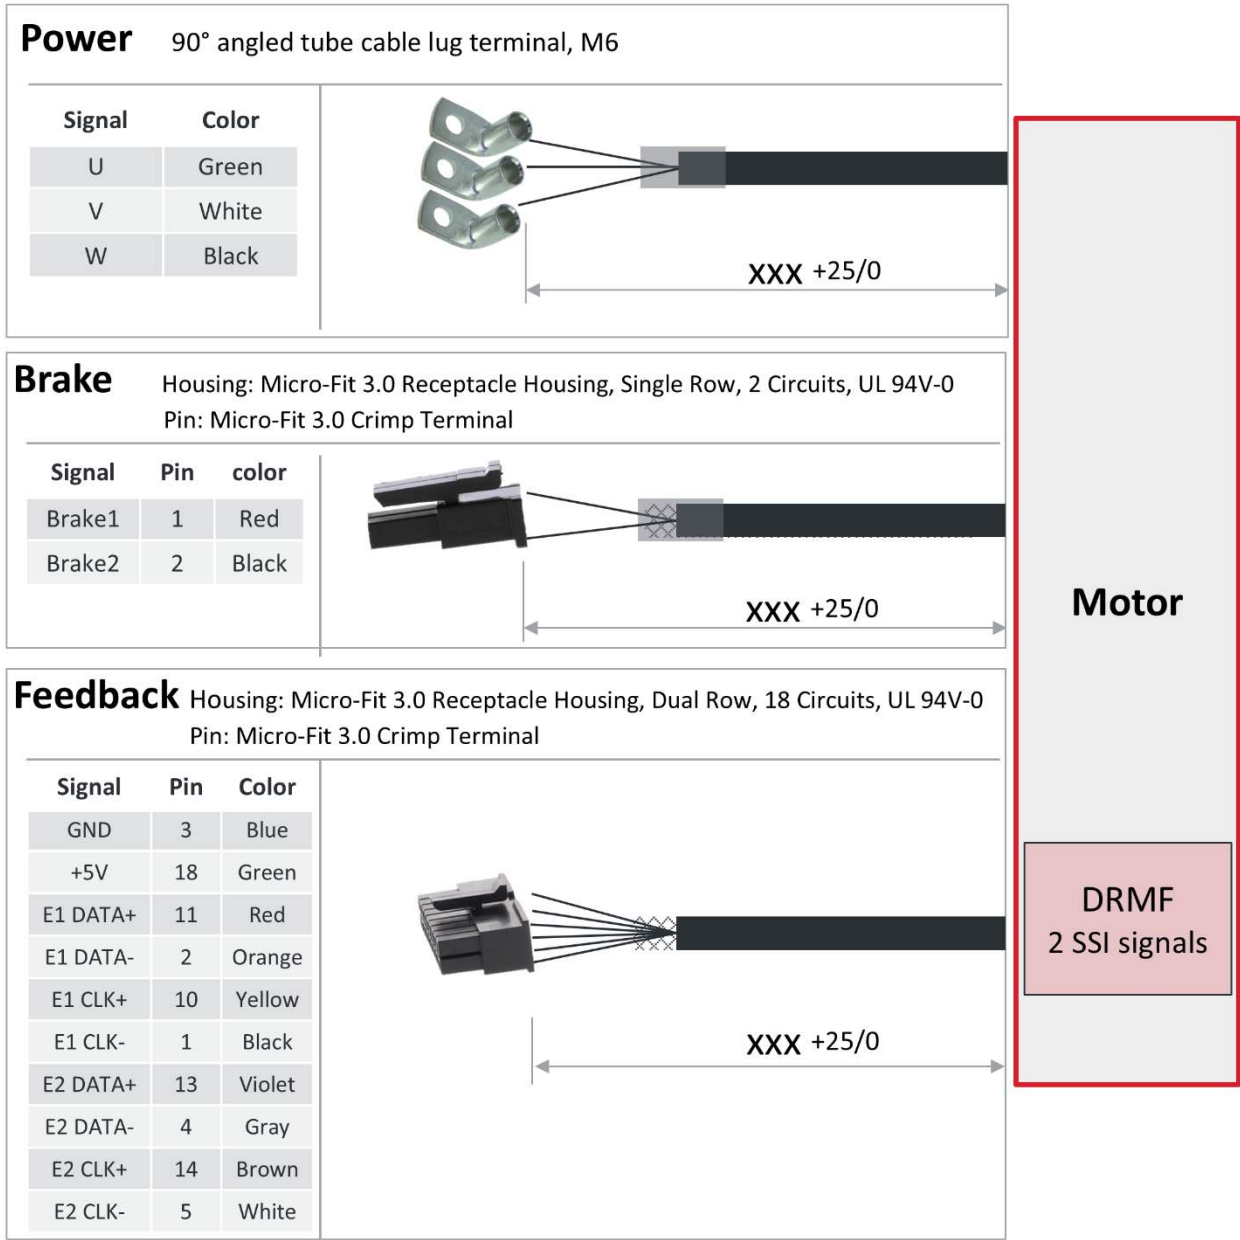 Power 90° angled tube cable lug terminal, M6
Signal Color
U Green
V White
W Black
XXX +25/0
Brake Housing: Micro-Fit 3.0 Receptacle Housing, Single Row, 2 Circuits, UL 94V-0
Pin: Micro-Fit 3.0 Crimp Terminal
Signal Pin color
Brake1 1 Red
Brake2 2 Black
XXX +25/0
Feedback Housing: Micro-Fit 3.0 Receptacle Housing, Dual Row, 18 Circuits, UL 94V-0
Pin: Micro-Fit 3.0 Crimp Terminal
Signal Pin Color
GND 3 Blue
+5V 18 Green
E1 DATA+ 11 Red
E1 DATA- 2 Orange
E1 CLK+ 10 Yellow
E1 CLK- 1 Black
E2 DATA+ 13 Violet
E2 DATA- 4 Gray
E2 CLK+ 14 Brown
E2 CLK- 5 White
XXX +25/0
Motor
DRMF
2 SSI signals